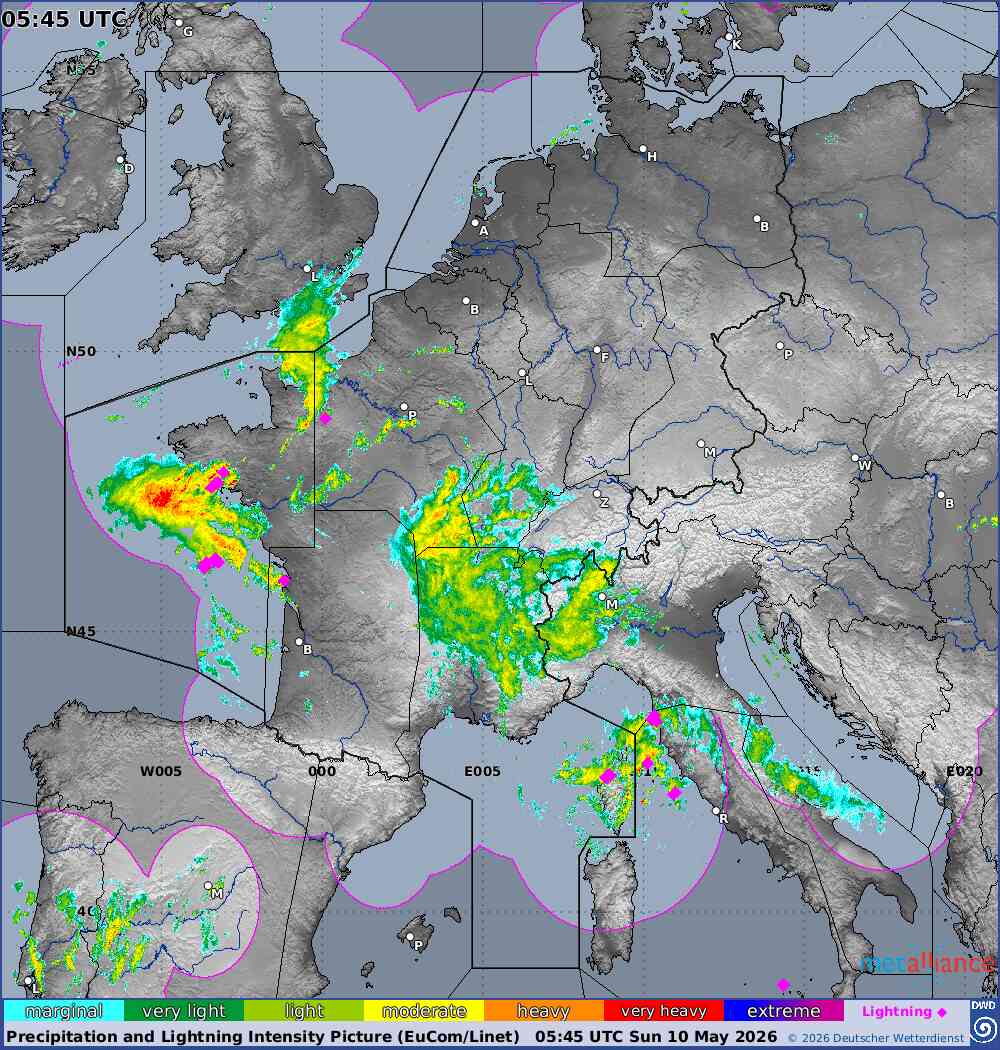 05:45 UTC
G
K
N55
D
H
A
B
L
B
N50
P
F
L
P
M
W
Z
B
M
N45
B
W005
000
E005
E020
R
M
40
P
L
metalliance
marginal very light light moderate heavy very heavy extreme Lightning
DWD
Precipitation and Lightning Intensity Picture (EuCom/Linet) 05:45 UTC Sun 10 May 2026 © 2026 Deutscher Wetterdienst